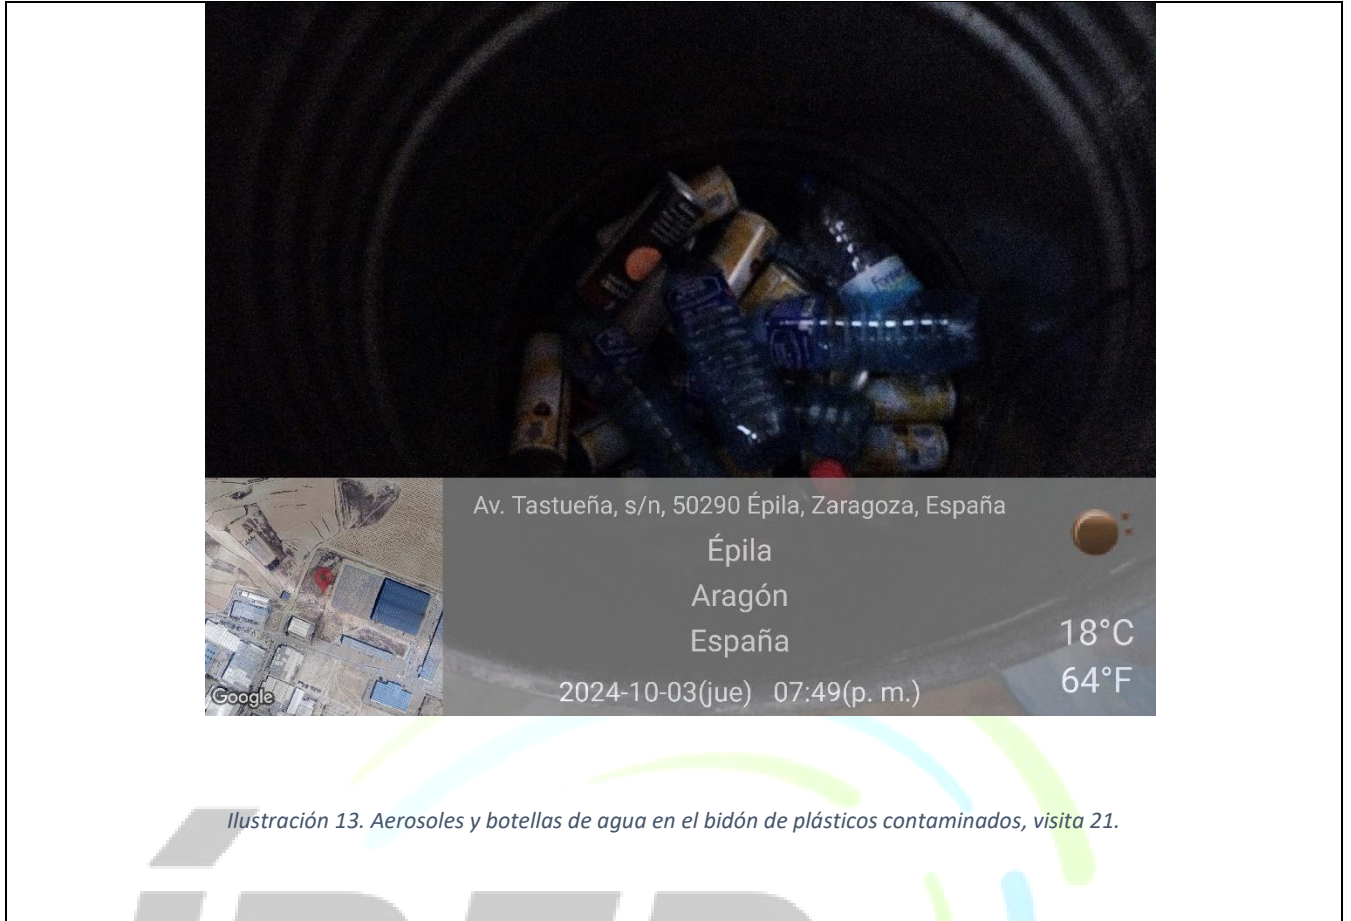 Fon
Av. Tastueña, s/n, 50290 Épila, Zaragoza, España
Épila
Aragón
España
18°C
64°F
Google
2024-10-03(jue) 07:49(p. m.)
Ilustración 13. Aerosoles y botellas de agua en el bidón de plásticos contaminados, visita 21.